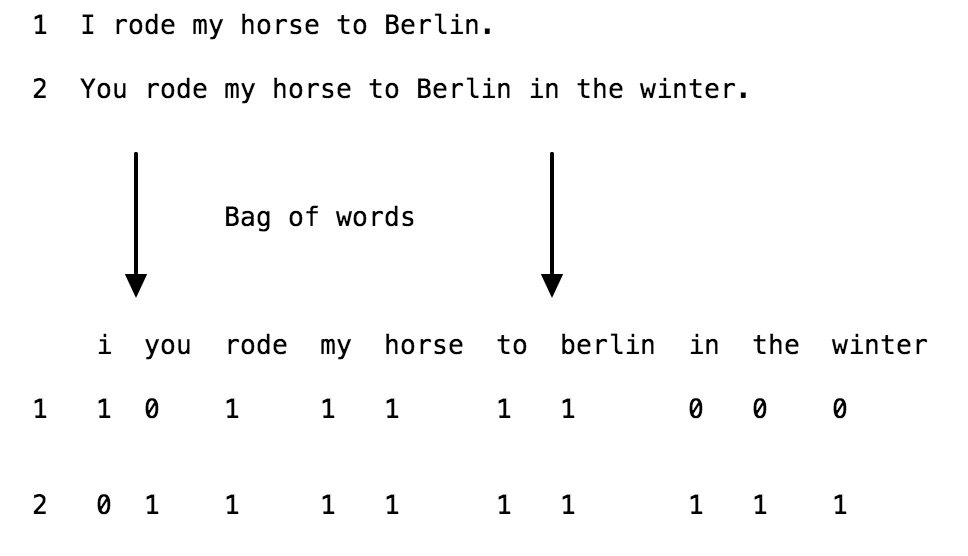 1 I rode my horse to Berlin.
2 You rode my horse to Berlin in the winter.
Bag of words
i you rode my horse to berlin in the winter
1 1 0 1 1 1 1 1 0 0 0
2 0 1 1 1 1 1 1 1 1 1